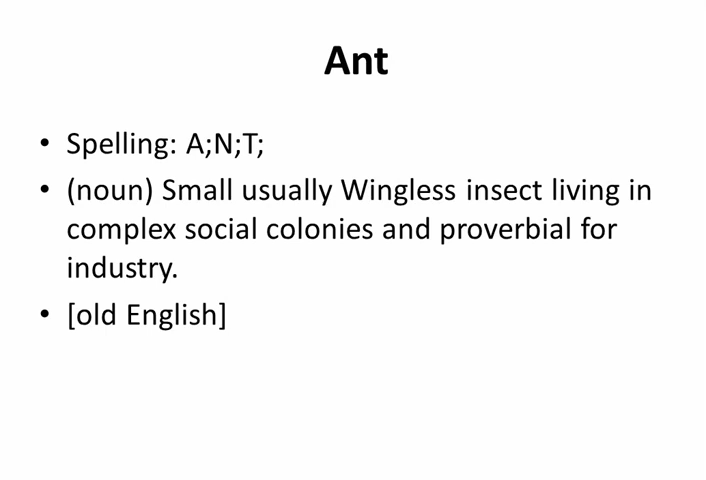 Ant
• Spelling: A;N;T;
• (noun) Small usually Wingless insect living in
complex social colonies and proverbial for
industry.
• [old English]